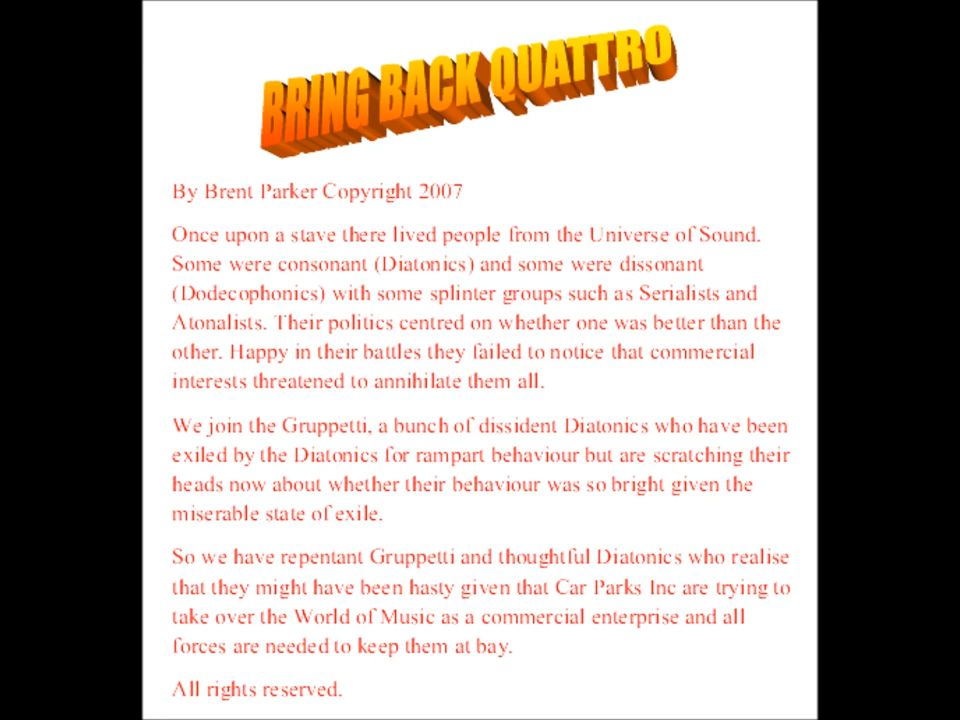 BRING BACK QUATTRO
By Brent Parker Copyright 2007
Once upon a stave there lived people from the Universe of Sound.
Some were consonant (Diatonics) and some were dissonant
(Dodecophonics) with some splinter groups such as Serialists and
Atonalists. Their politics centred on whether one was better than the
other. Happy in their battles they failed to notice that commercial
interests threatened to annihilate them all.
We join the Gruppetti, a bunch of dissident Diatonics who have been
exiled by the Diatonics for rampart behaviour but are scratching their
heads now about whether their behaviour was so bright given the
miserable state of exile.
So we have repentant Gruppetti and thoughtful Diatonics who realise
that they might have been hasty given that Car Parks Inc are trying to
take over the World of Music as a commercial enterprise and all
forces are needed to keep them at bay.
All rights reserved.